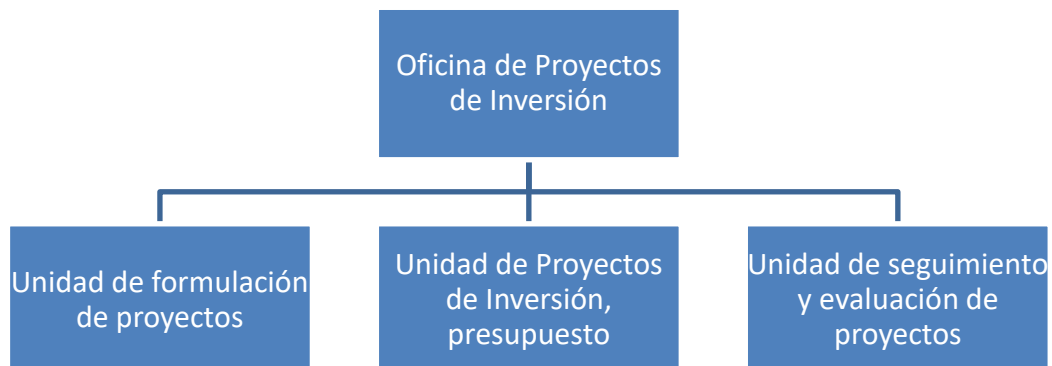 Oficina de Proyectos
de Inversión
Unidad de formulación
de proyectos
Unidad de Proyectos
de Inversión,
presupuesto
Unidad de seguimiento
y evaluación de
proyectos